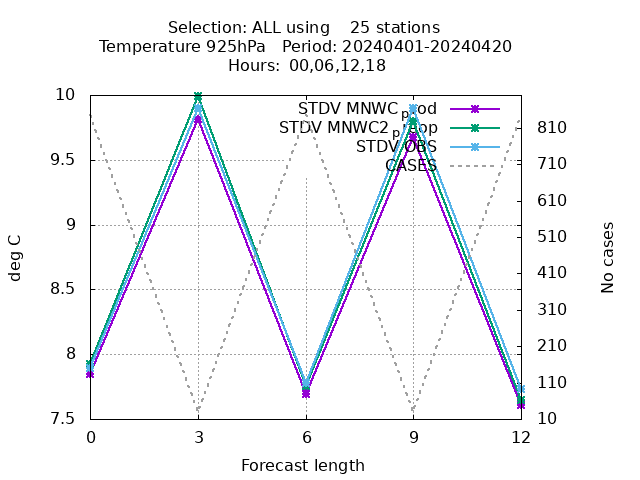 Selection: ALL using    25 stations
Temperature 925hPa   Period: 20240401-20240420
Hours: 00,06,12,18
STDV MNWC_prod
STDV MNWC2_preop
STDV OBS
CASES
deg C
10
9.5
9
8.5
8
7.5
No cases
810
710
610
510
410
310
210
110
10
0 3 6 9 12
Forecast length